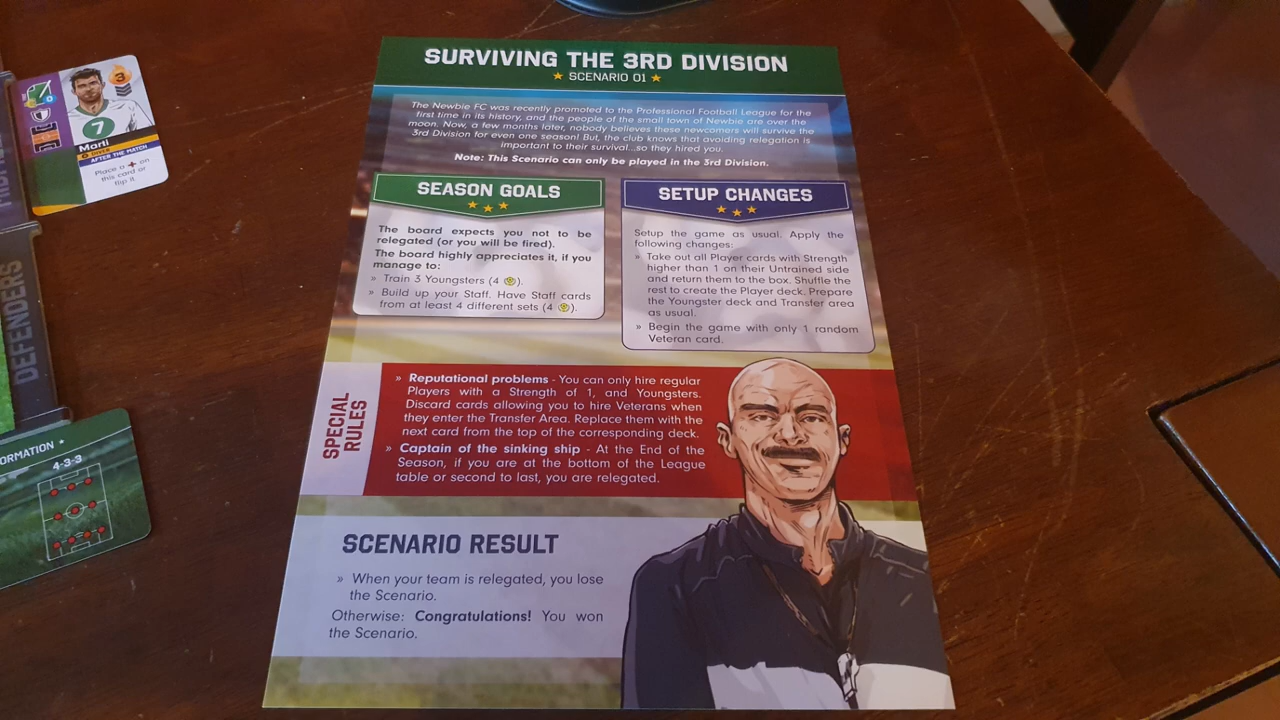 SURVIVING THE 3RD DIVISION
★ SCENARIO 01 ★
The Newbie FC was recently promoted to the Professional Football League for the
first time in its history, and the people of the small town of Newbie are over the
moon. Now, a few months later, nobody believes these newcomers will survive the
3rd Division for even one season! But, the club knows that avoiding relegation is
important to their survival...so they hired you.
Note: This Scenario can only be played in the 3rd Division.
SEASON GOALS
The board expects you not to be
relegated (or you will be fired).
The board highly appreciates it, if you
manage to:
» Train 3 Youngsters (4 ).
» Build up your Staff. Have Staff cards
from at least 4 different sets (4 ).
SETUP CHANGES
Setup the game as usual. Apply the
following changes:
» Take out all Player cards with Strength
higher than 1 on their Untrained side
and return them to the box. Shuffle the
rest to create the Player deck. Prepare
the Youngster deck and Transfer area
as usual.
» Begin the game with only 1 random
Veteran card.
SPECIAL
RULES
» Reputational problems - You can only hire regular
Players with a Strength of 1, and Youngsters.
Discard cards allowing you to hire Veterans when
they enter the Transfer Area. Replace them with the
next card from the top of the corresponding deck.
» Captain of the sinking ship - At the End of the
Season, if you are at the bottom of the League
table or second to last, you are relegated.
SCENARIO RESULT
» When your team is relegated, you lose
the Scenario.
Otherwise: Congratulations! You won
the Scenario.
3
7
Marli
AFTER THE MATCH
Place a + on
this card or
flip it
DEFENDERS
ORMATION
4-3-3